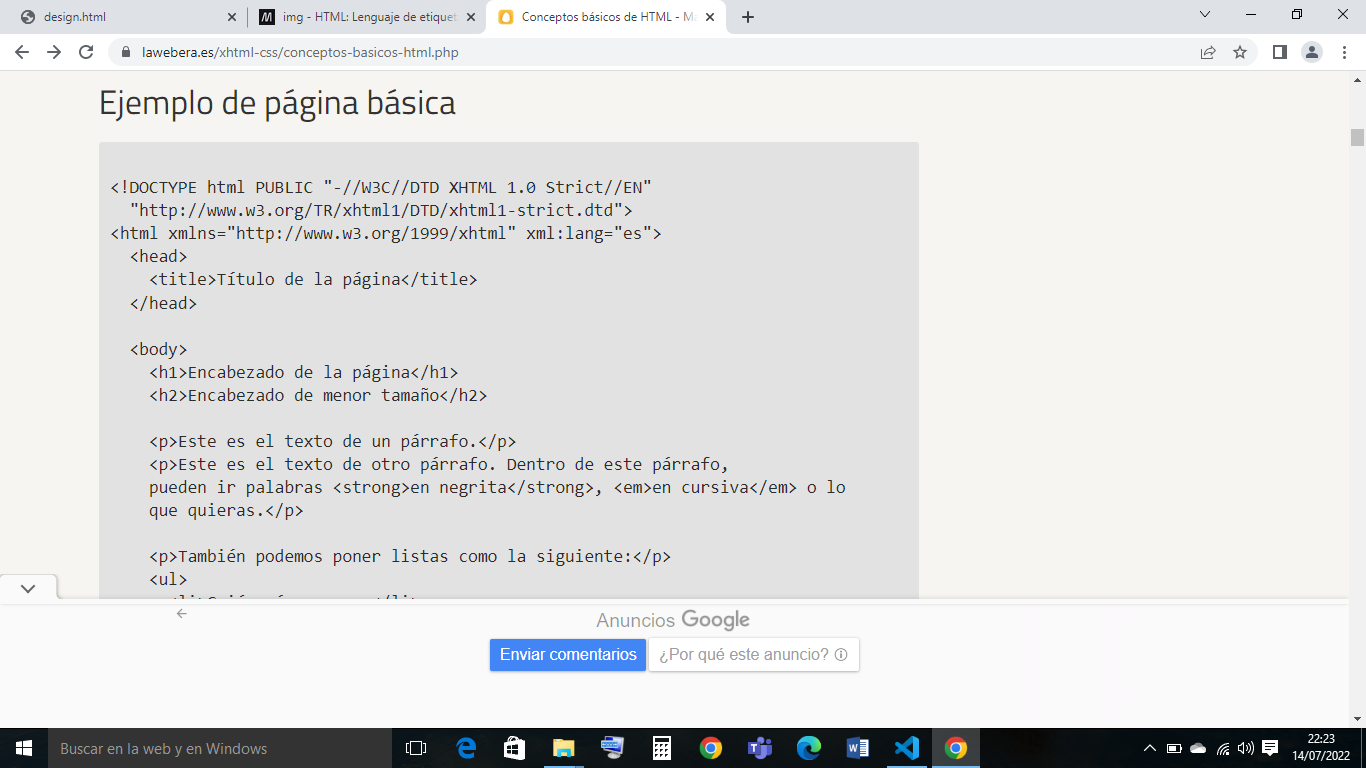 design.html
img - HTML: Lenguaje de etiquet
Conceptos básicos de HTML - Ma
lawebera.es/xhtml-css/conceptos-basicos-html.php
Ejemplo de página básica
<!DOCTYPE html PUBLIC "-//W3C//DTD XHTML 1.0 Strict//EN"
"http://www.w3.org/TR/xhtml1/DTD/xhtml1-strict.dtd">
<html xmlns="http://www.w3.org/1999/xhtml" xml:lang="es">
<head>
<title>Título de la página</title>
</head>
<body>
<h1>Encabezado de la página</h1>
<h2>Encabezado de menor tamaño</h2>
<p>Este es el texto de un párrafo.</p>
<p>Este es el texto de otro párrafo. Dentro de este párrafo,
pueden ir palabras <strong>en negrita</strong>, <em>en cursiva</em> o lo
que quieras.</p>
<p>También podemos poner listas como la siguiente:</p>
<ul>
Anuncios Google
Enviar comentarios
¿Por qué este anuncio?
Buscar en la web y en Windows
22:23
14/07/2022